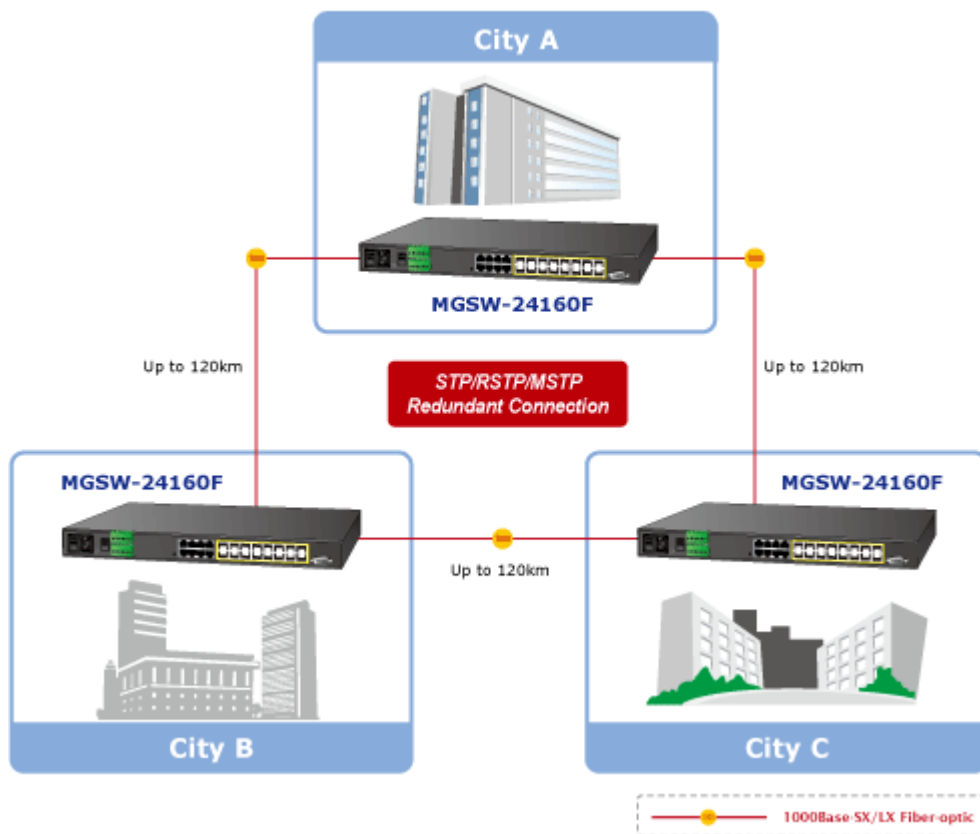 City A
MGSW-24160F
Up to 120km
Up to 120km
STP/RSTP/MSTP
Redundant Connection
MGSW-24160F
MGSW-24160F
Up to 120km
City B
City C
1000Base-SX/LX Fiber-optic